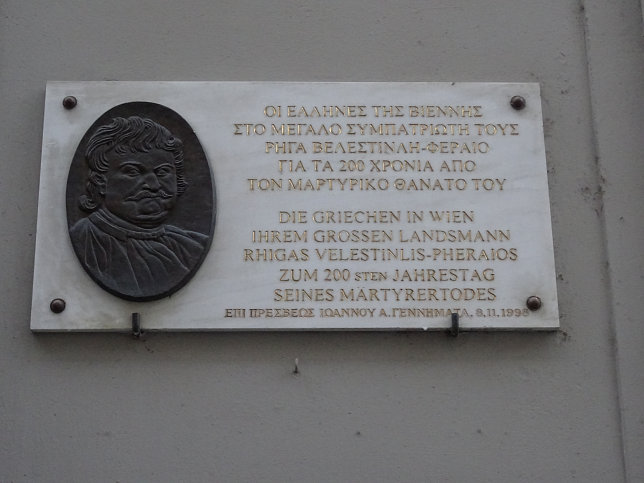 ΟΙ ΕΛΛΗΝΕΣ ΤΗΣ ΒΙΕΝΝΗΣ
ΣΤΟ ΜΕΓΑΛΟ ΣΥΜΠΑΤΡΙΩΤΗ ΤΟΥΣ
ΡΗΓΑ ΒΕΛΕΣΤΙΝΛΗ-ΦΕΡΑΙΟ
ΓΙΑ ΤΑ 200 ΧΡΟΝΙΑ ΑΠΟ
ΤΟΝ ΜΑΡΤΥΡΙΚΟ ΘΑΝΑΤΟ ΤΟΥ
DIE GRIECHEN IN WIEN
IHREM GROSSEN LANDSMANN
RHIGAS VELESTINLIS-PHERAIOS
ZUM 200 STEN JAHRESTAG
SEINES MÄRTYRERTODES
ΕΠΙ ΠΡΕΣΒΕΩΣ ΙΩΑΝΝΟΥ Α. ΓΕΝΝΗΜΑΤΑ, 8.11.1998